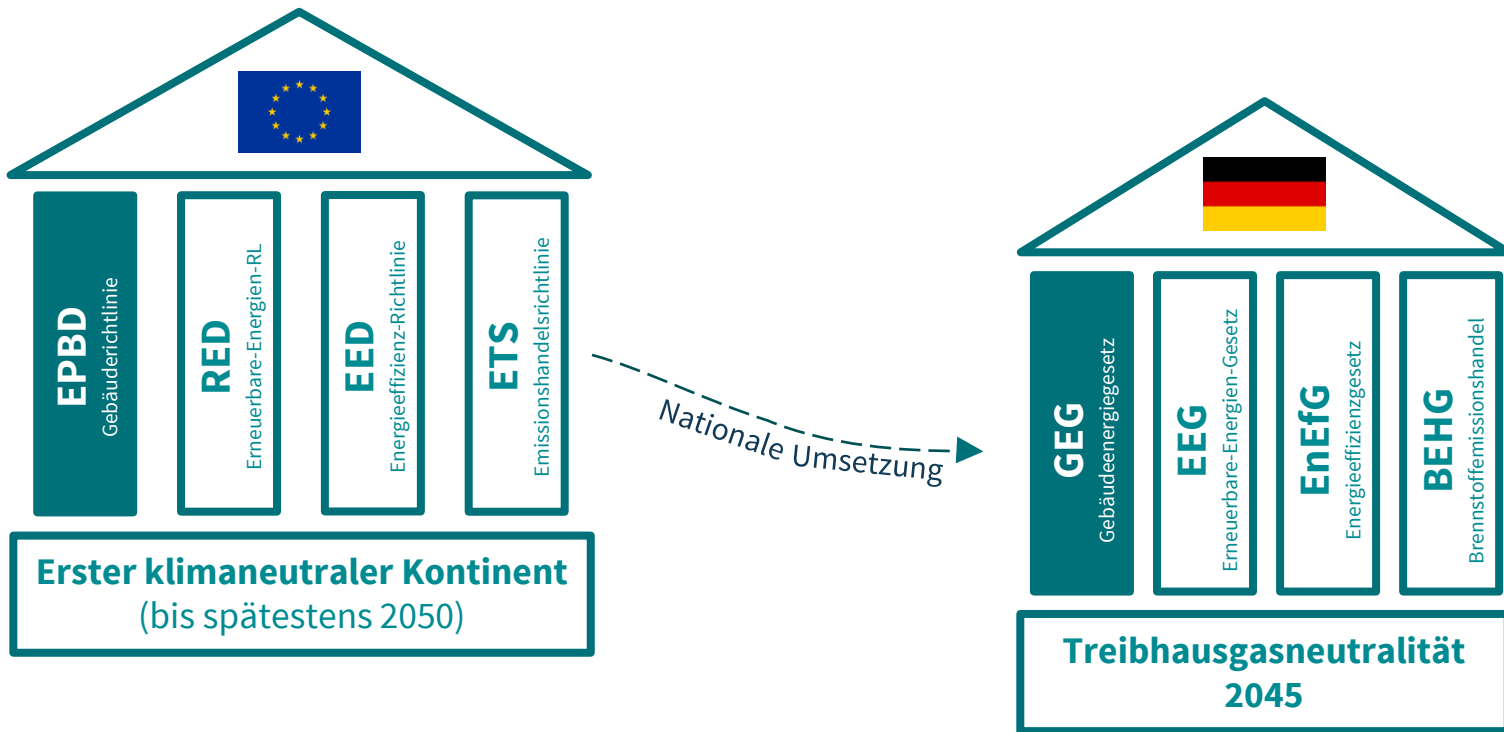 EPBD
Gebäuderichtlinie
RED
Erneuerbare-Energien-RL
EED
Energieeffizienz-Richtlinie
ETS
Emissionshandelsrichtlinie
Erster klimaneutraler Kontinent
(bis spätestens 2050)
Nationale Umsetzung
GEG
Gebäudeenergiegesetz
EEG
Erneuerbare-Energien-Gesetz
EnEfG
Energieeffizienzgesetz
BEHG
Brennstoffemissionshandel
Treibhausgasneutralität
2045